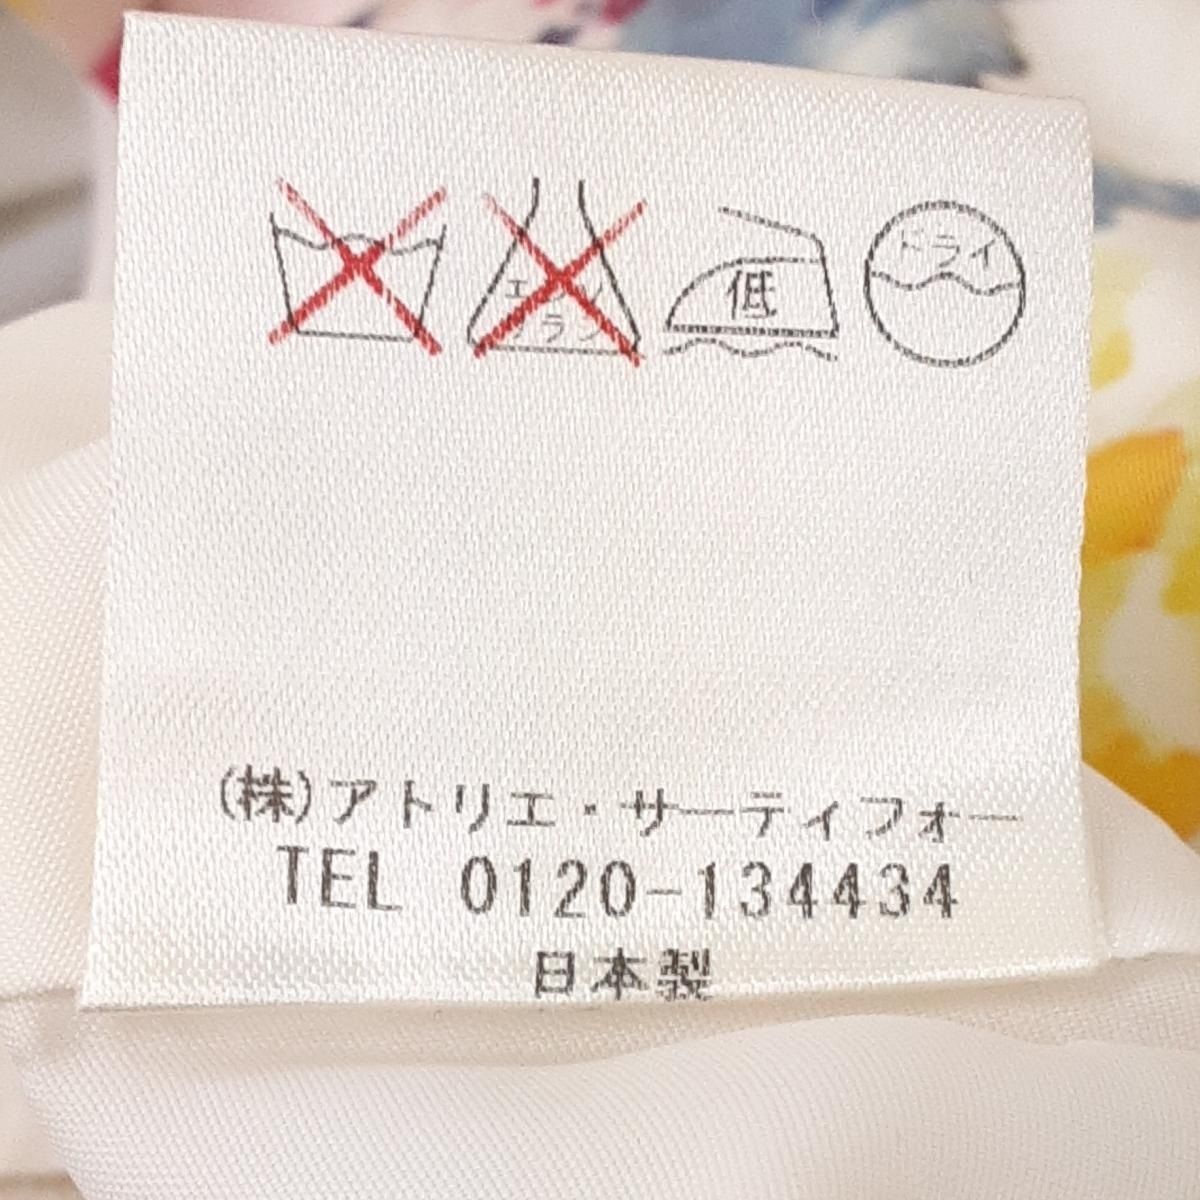 エンソ
サラシ
低
ドライ
(株)アトリエ・サーティフォー
TEL 0120-134434
日本製